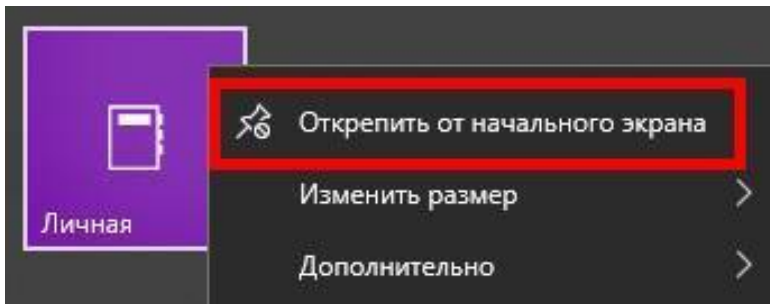 Открепить от начального экрана
Изменить размер
Личная
Дополнительно